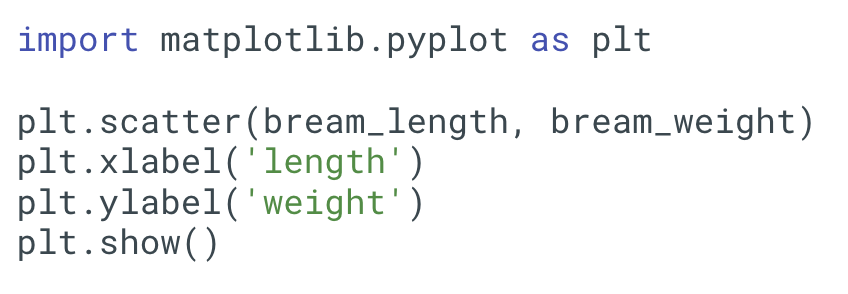 import matplotlib.pyplot as plt
plt.scatter(bream_length, bream_weight)
plt.xlabel('length')
plt.ylabel('weight')
plt.show()